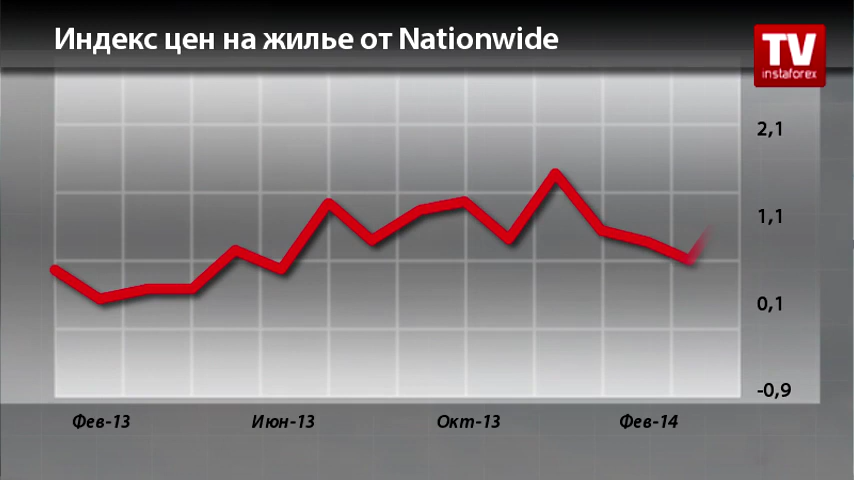 Индекс цен на жилье от Nationwide
TV
instaforex
2,1
1,1
0,1
-0,9
Фев-13
Июн-13
Окт-13
Фев-14